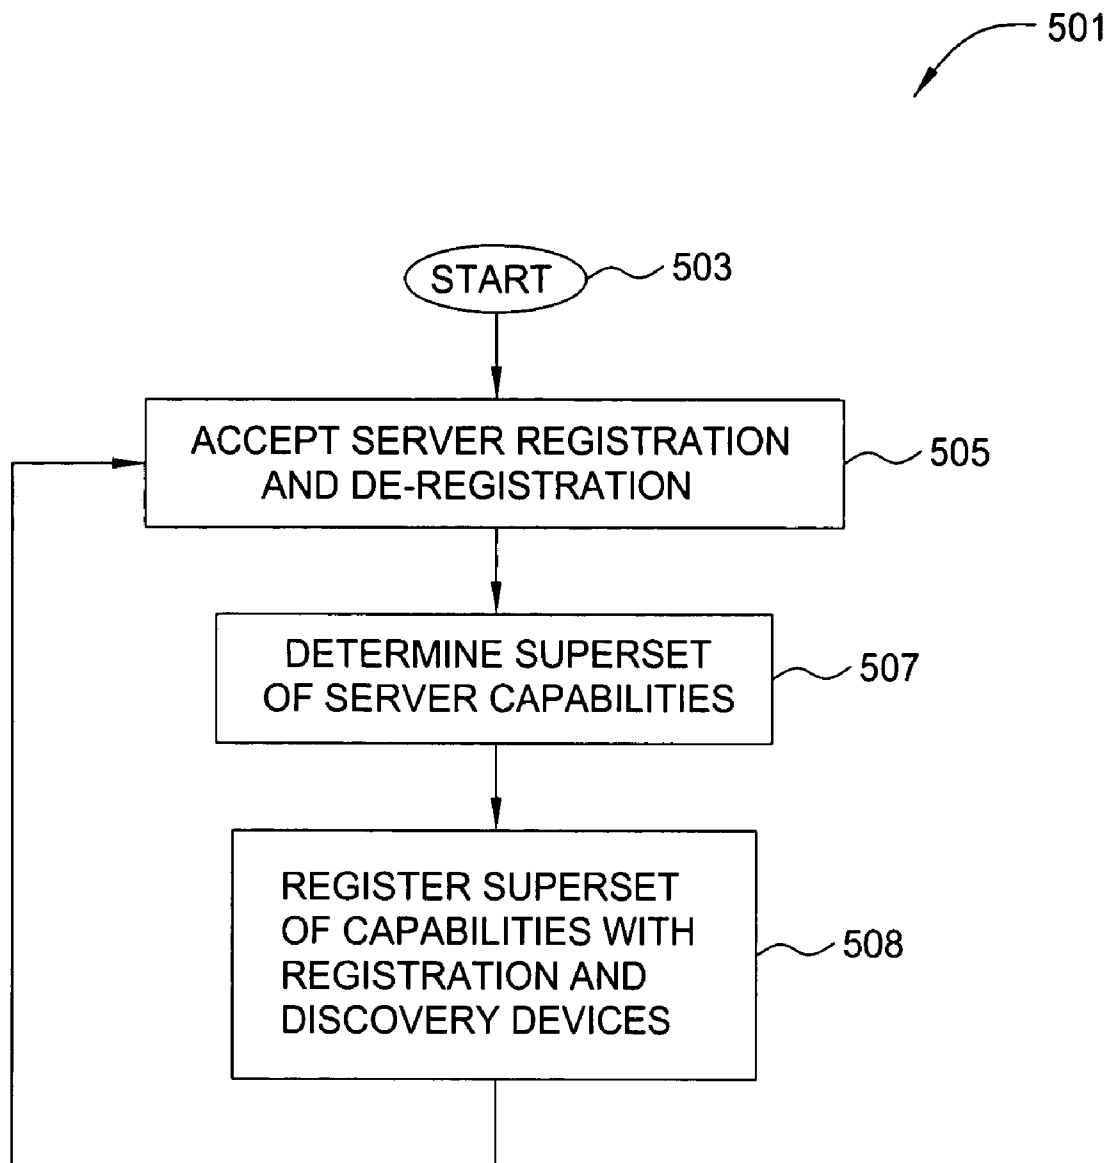 501
START
503
ACCEPT SERVER REGISTRATION
AND DE-REGISTRATION
505
DETERMINE SUPERSET
OF SERVER CAPABILITIES
507
REGISTER SUPERSET
OF CAPABILITIES WITH
REGISTRATION AND
DISCOVERY DEVICES
508